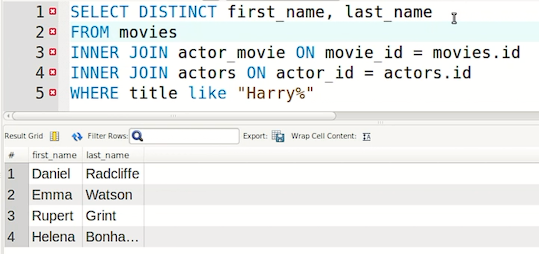 1 SELECT DISTINCT first_name, last_name
2 FROM movies
3 INNER JOIN actor_movie ON movie_id = movies.id
4 INNER JOIN actors ON actor_id = actors.id
5 WHERE title like "Harry%"
Result Grid Filter Rows: Export: Wrap Cell Content:
# first_name last_name
1 Daniel Radcliffe
2 Emma Watson
3 Rupert Grint
4 Helena Bonha...